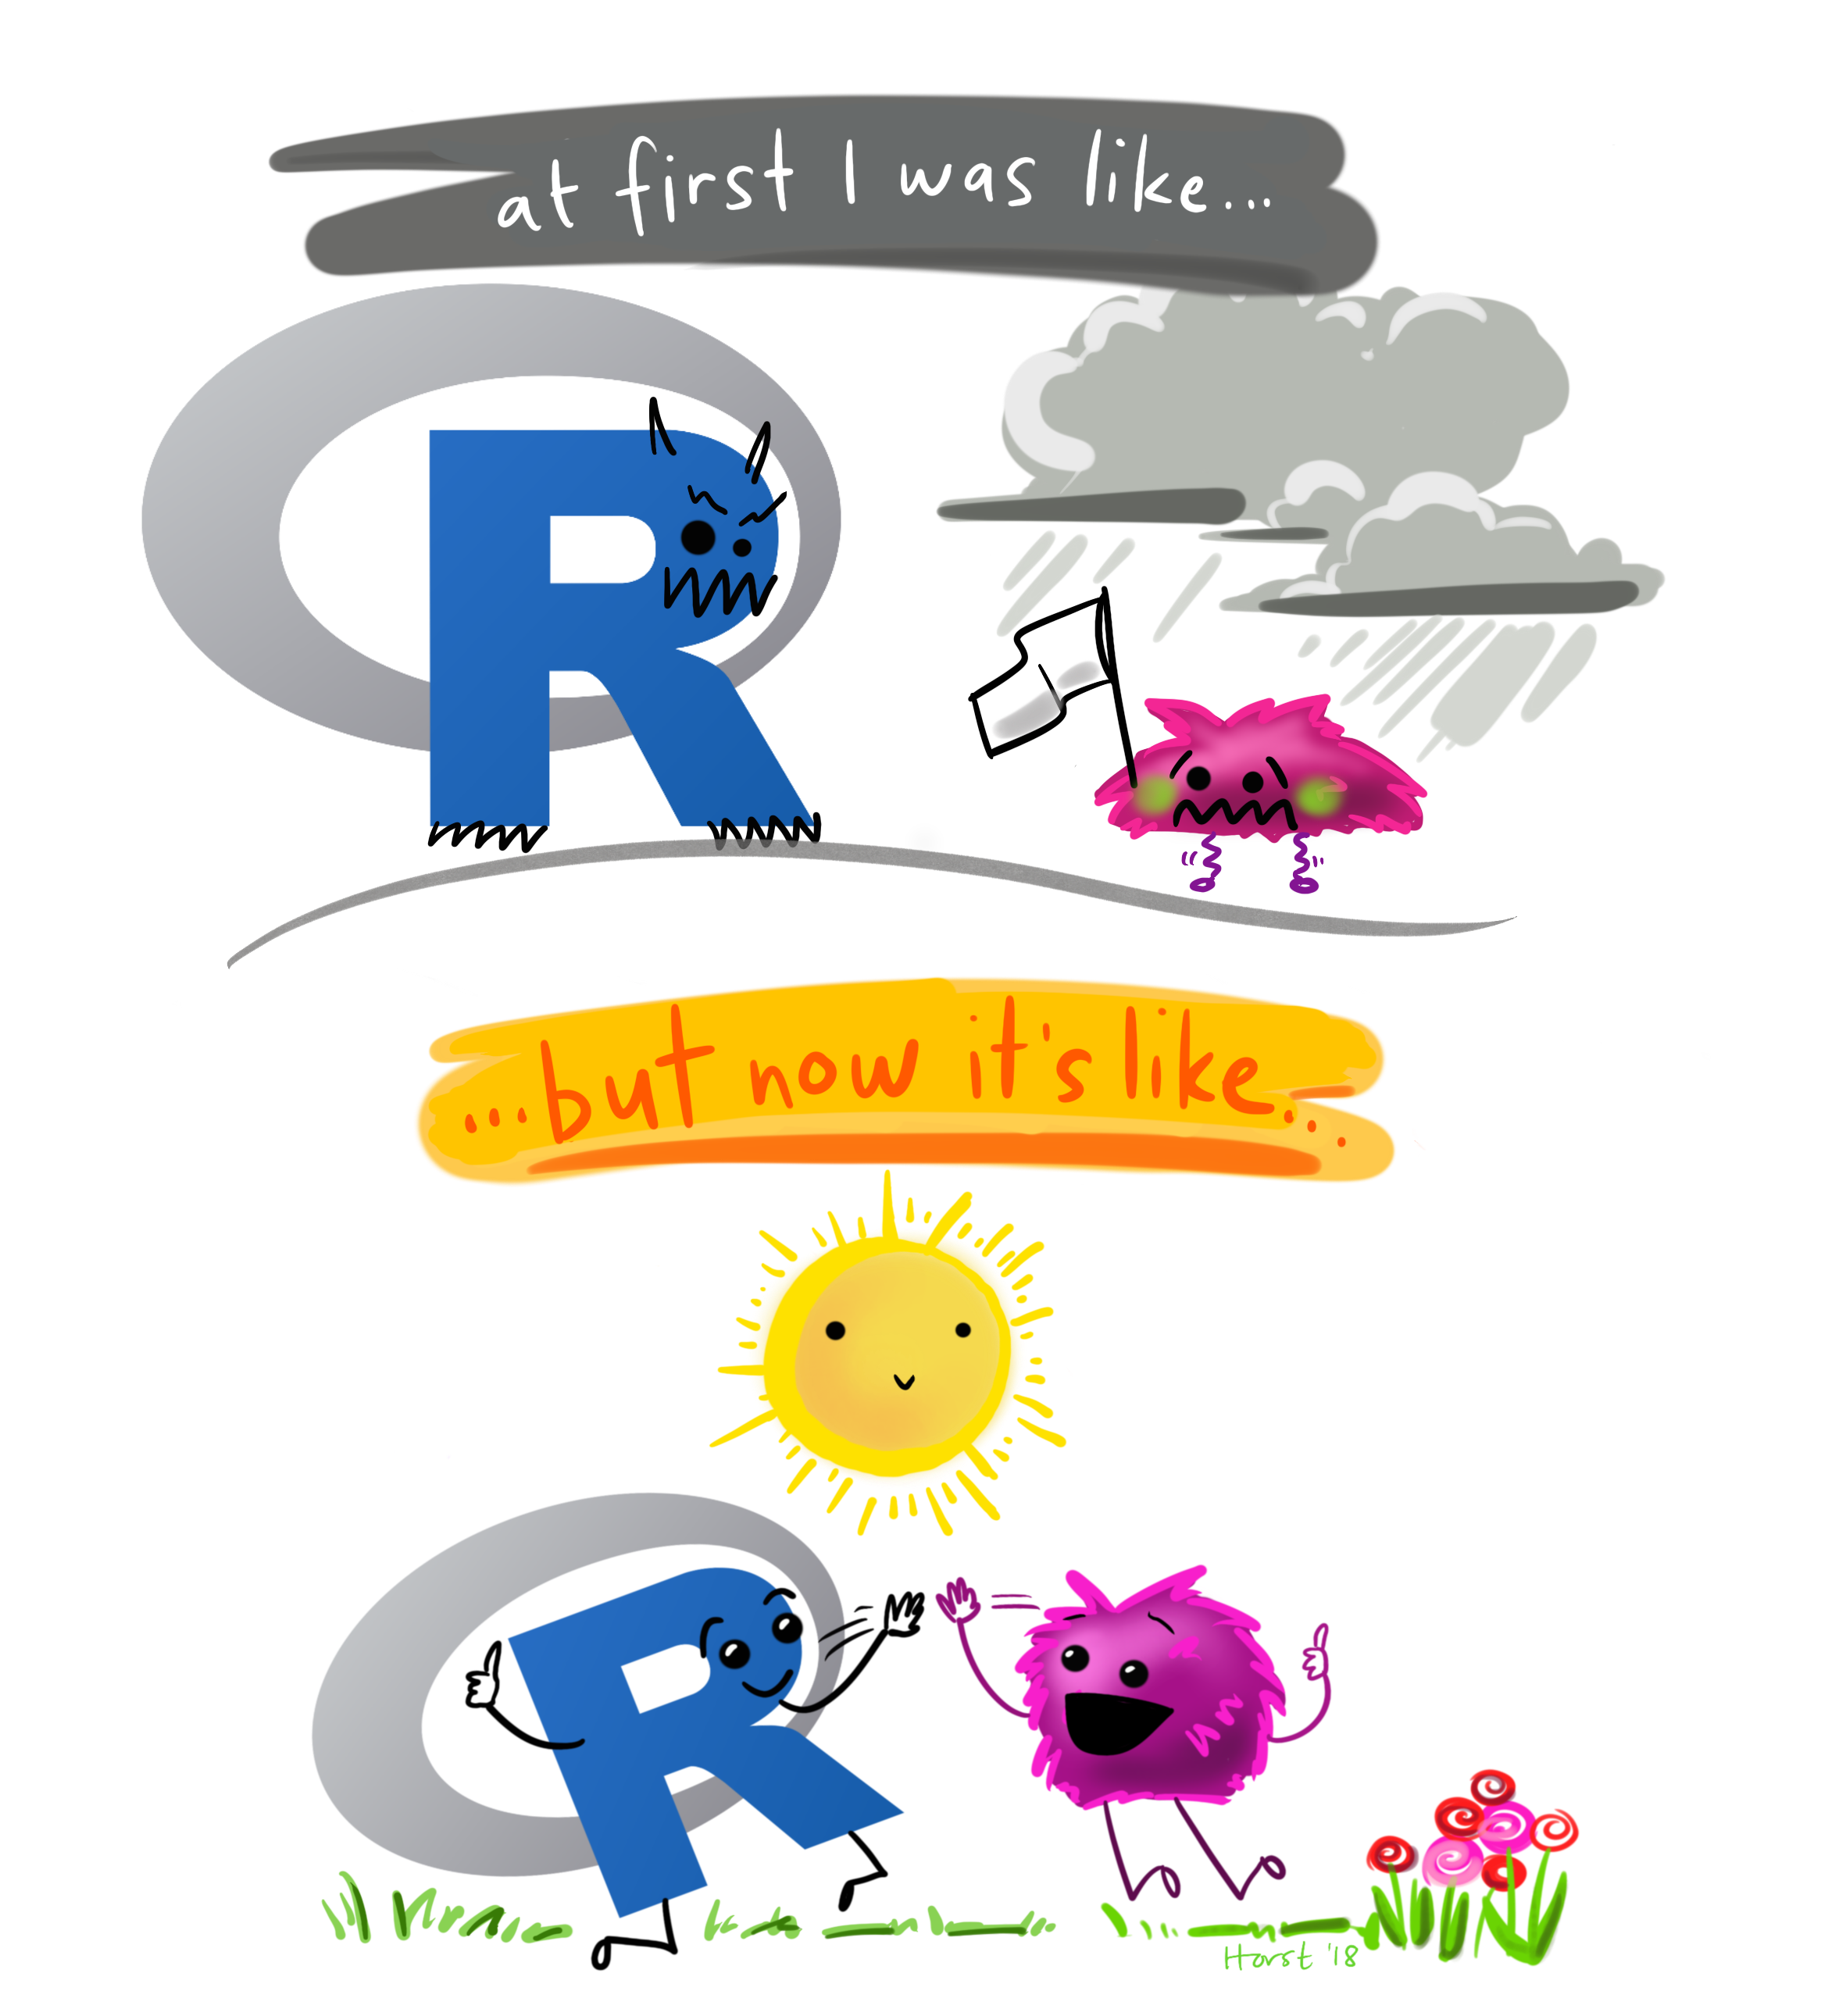 at first I was like...
R
...but now it's like...
R
Horst '18